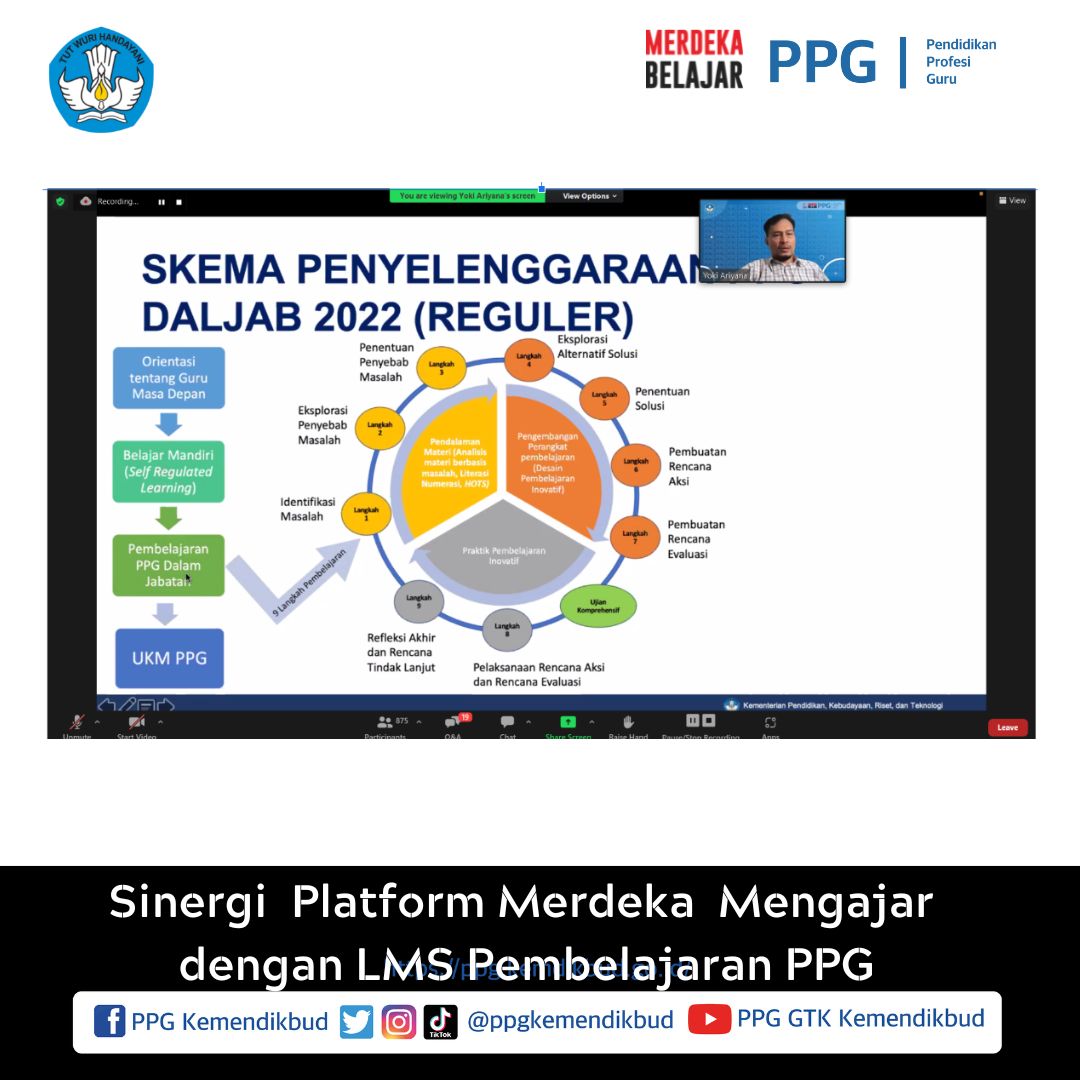 TUT WURI HANDAYANI
MERDEKA
BELAJAR
PPG
Pendidikan
Profesi
Guru
Recording...
You are viewing Yoki Ariyana's screen
View Options
View
Yoki Ariyana
SKEMA PENYELENGGARAAN
DALJAB 2022 (REGULER)
Orientasi
tentang Guru
Masa Depan
Belajar Mandiri
(Self Regulated
Learning)
Pembelajaran
PPG Dalam
Jabatan
UKM PPG
9 Langkah Pembelajaran
Identifikasi
Masalah
Langkah
1
Eksplorasi
Penyebab
Masalah
Langkah
2
Penentuan
Penyebab
Masalah
Langkah
3
Eksplorasi
Alternatif Solusi
Langkah
4
Penentuan
Solusi
Langkah
5
Pembuatan
Rencana
Aksi
Langkah
6
Pembuatan
Rencana
Evaluasi
Langkah
7
Ujian
Komprehensif
Langkah
8
Pelaksanaan Rencana Aksi
dan Rencana Evaluasi
Langkah
9
Refleksi Akhir
dan Rencana
Tindak Lanjut
Pendalaman
Materi (Analisis
materi berbasis
masalah, Literasi
Numerasi, HOTS)
Pengembangan
Perangkat
pembelajaran
(Desain
Pembelajaran
Inovatif)
Praktik Pembelajaran
Inovatif
Kementerian Pendidikan, Kebudayaan, Riset, dan Teknologi
Unmute
Start Video
875
Participants
19
Q&A
Chat
Share Screen
Raise Hand
Pause/Stop Recording
Apps
Leave
Sinergi Platform Merdeka Mengajar
dengan LMS Pembelajaran PPG
PPG Kemendikbud
TikTok
@ppgkemendikbud
PPG GTK Kemendikbud